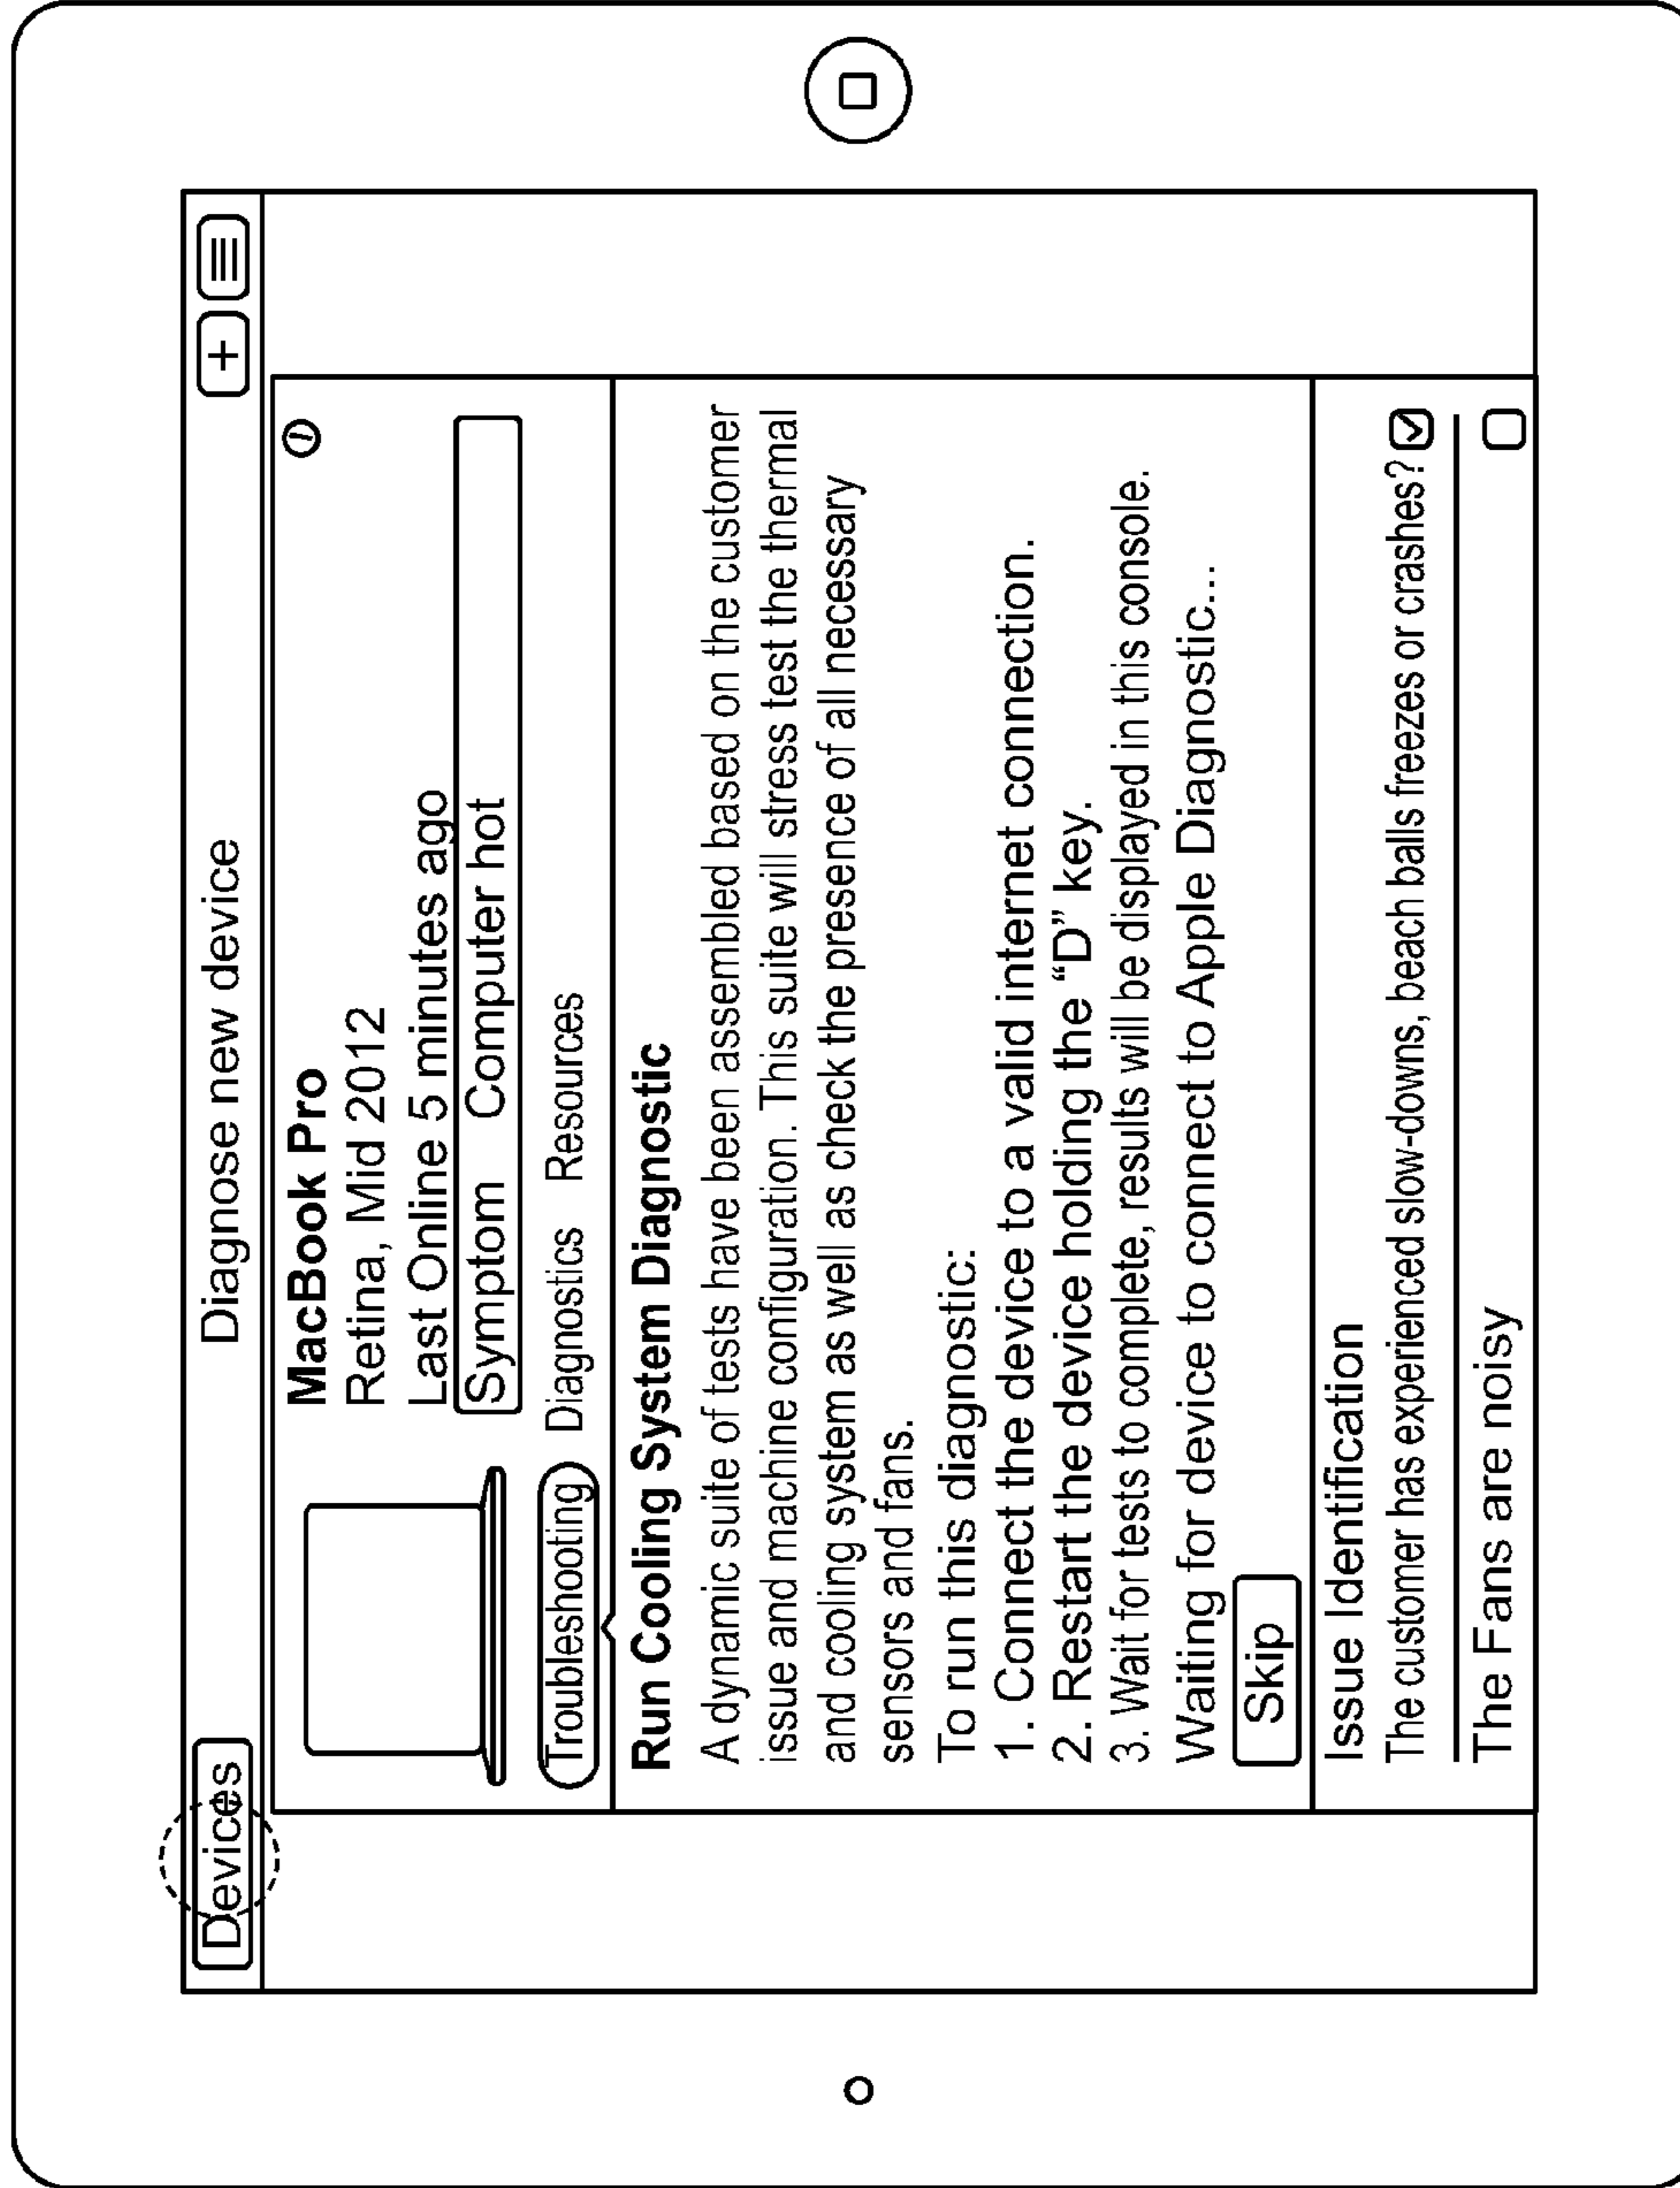 Devices Diagnose new device +
MacBook Pro
Retina, Mid 2012
Last Online 5 minutes ago
Symptom Computer hot
Troubleshooting Diagnostics Resources
Run Cooling System Diagnostic
A dynamic suite of tests have been assembled based on the customer
issue and machine configuration. This suite will stress test the thermal
and cooling system as well as check the presence of all necessary
sensors and fans.
To run this diagnostic:
1. Connect the device to a valid internet connection.
2. Restart the device holding the “D” key.
3. Wait for tests to complete, results will be displayed in this console.
Waiting for device to connect to Apple Diagnostic...
Skip
Issue Identification
The customer has experienced slow-downs, beach balls freezes or crashes?
The Fans are noisy